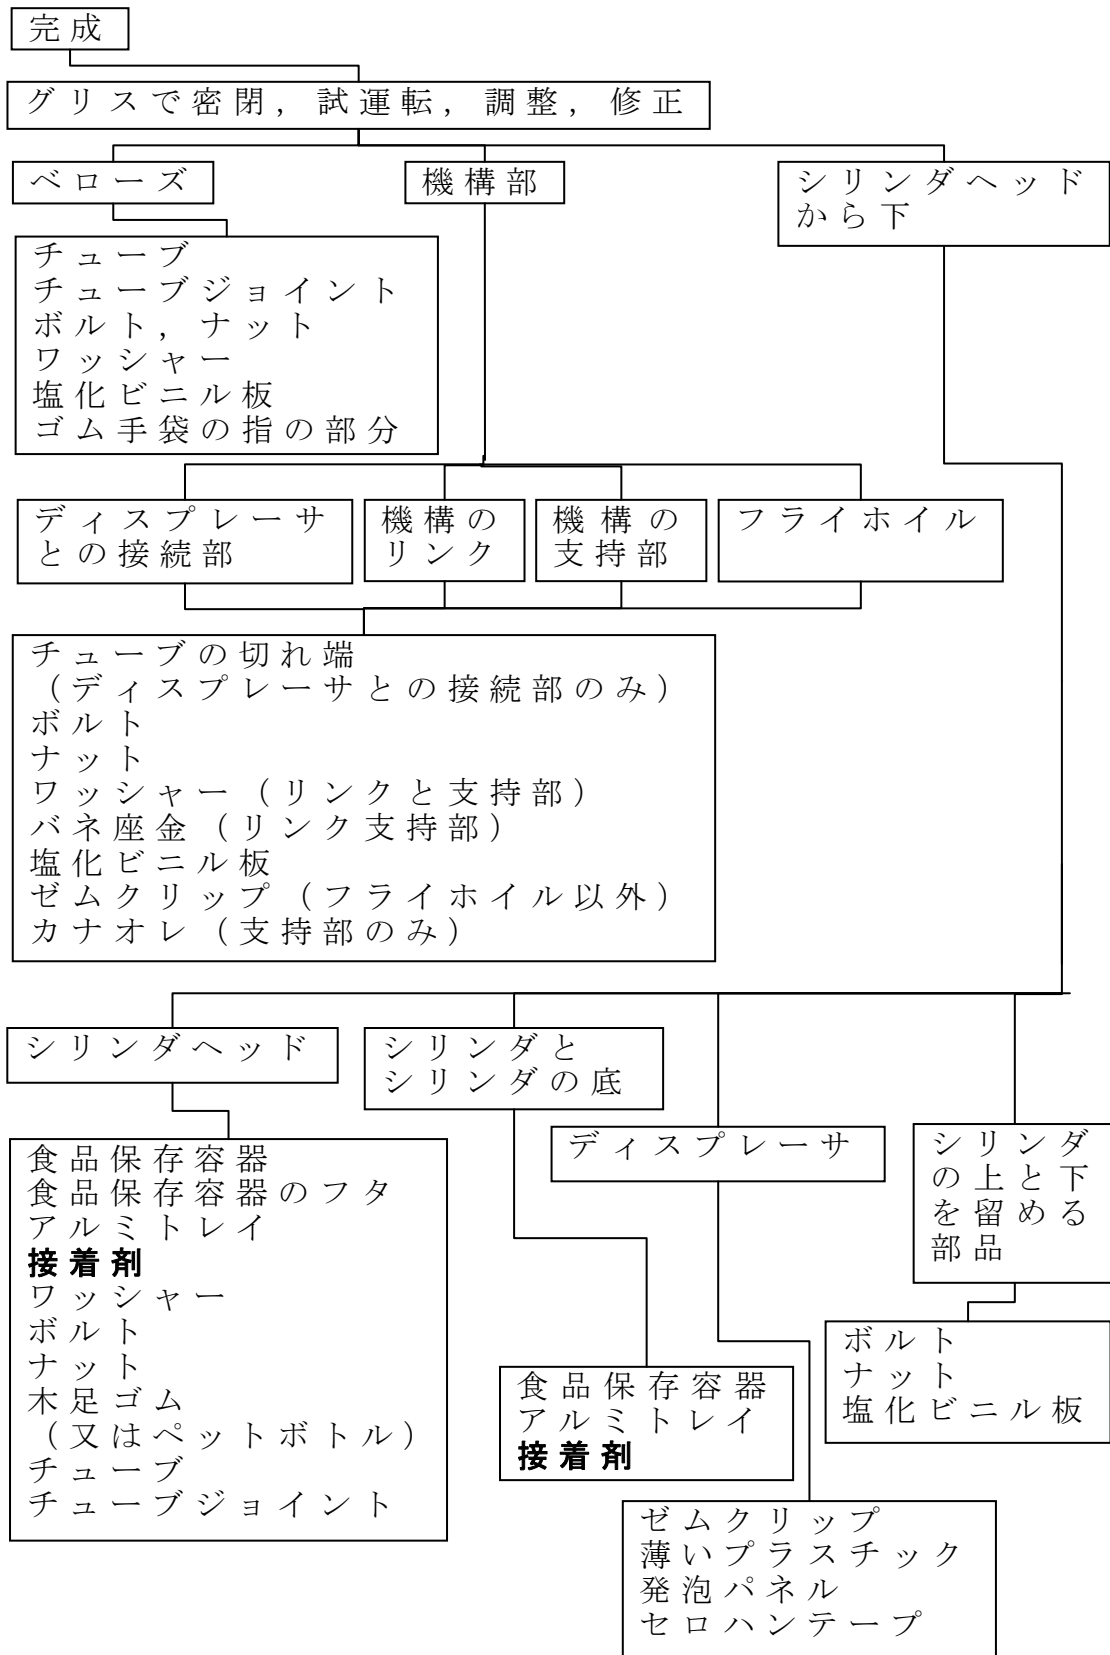 完成
グリスで密閉，試運転，調整，修正
ベローズ
機構部
シリンダヘッド
から下
チューブ
チューブジョイント
ボルト，ナット
ワッシャー
塩化ビニル板
ゴム手袋の指の部分
ディスプレーサ
との接続部
機構の
リンク
機構の
支持部
フライホイル
チューブの切れ端
（ディスプレーサとの接続部のみ）
ボルト
ナット
ワッシャー（リンクと支持部）
バネ座金（リンク支持部）
塩化ビニル板
ゼムクリップ（フライホイル以外）
カナオレ（支持部のみ）
シリンダヘッド
シリンダと
シリンダの底
ディスプレーサ
シリンダ
の上と下
を留める
部品
食品保存容器
食品保存容器のフタ
アルミトレイ
接着剤
ワッシャー
ボルト
ナット
木足ゴム
（又はペットボトル）
チューブ
チューブジョイント
食品保存容器
アルミトレイ
接着剤
ボルト
ナット
塩化ビニル板
ゼムクリップ
薄いプラスチック
発泡パネル
セロハンテープ